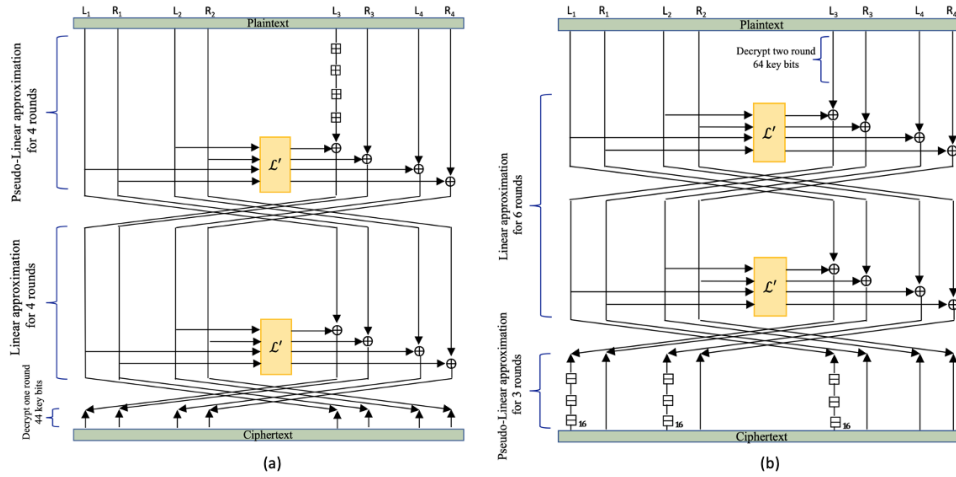 L1 R1 L2 R2 L3 R3 L4 R4
Plaintext
Pseudo-Linear approximation
for 4 rounds
ℒ′
Linear approximation
for 4 rounds
ℒ′
Decrypt one round
44 key bits
Ciphertext
(a)
L1 R1 L2 R2 L3 R3 L4 R4
Plaintext
Decrypt two round
64 key bits
ℒ′
Linear approximation
for 6 rounds
ℒ′
Pseudo-Linear approximation
for 3 rounds
16 16 16
Ciphertext
(b)